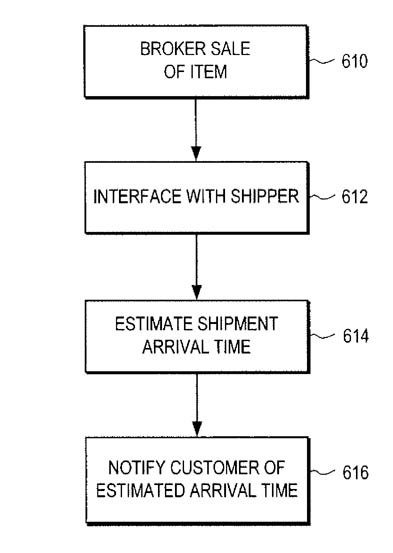 BROKER SALE
OF ITEM
610
INTERFACE WITH SHIPPER
612
ESTIMATE SHIPMENT
ARRIVAL TIME
614
NOTIFY CUSTOMER OF
ESTIMATED ARRIVAL TIME
616